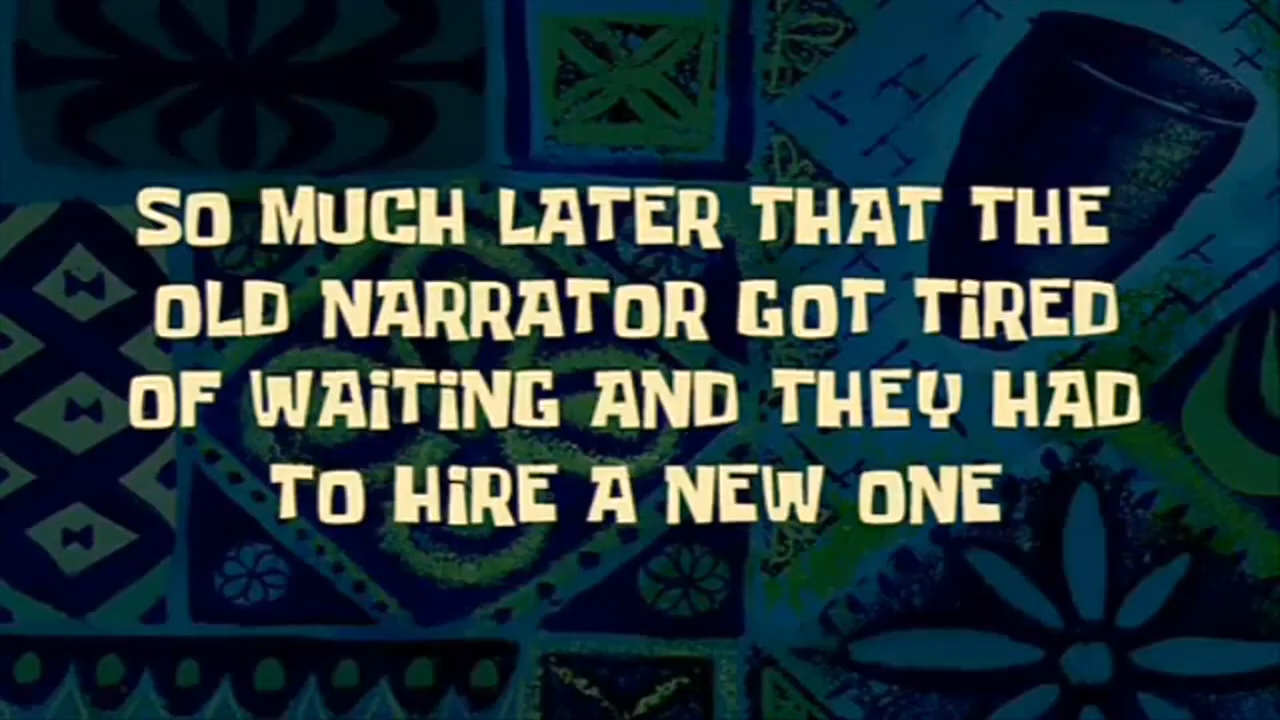 SO MUCH LATER THAT THE
OLD NARRATOR GOT TiRED
OF WAiTiNG AND THEY HAD
TO HiRE A NEW ONE